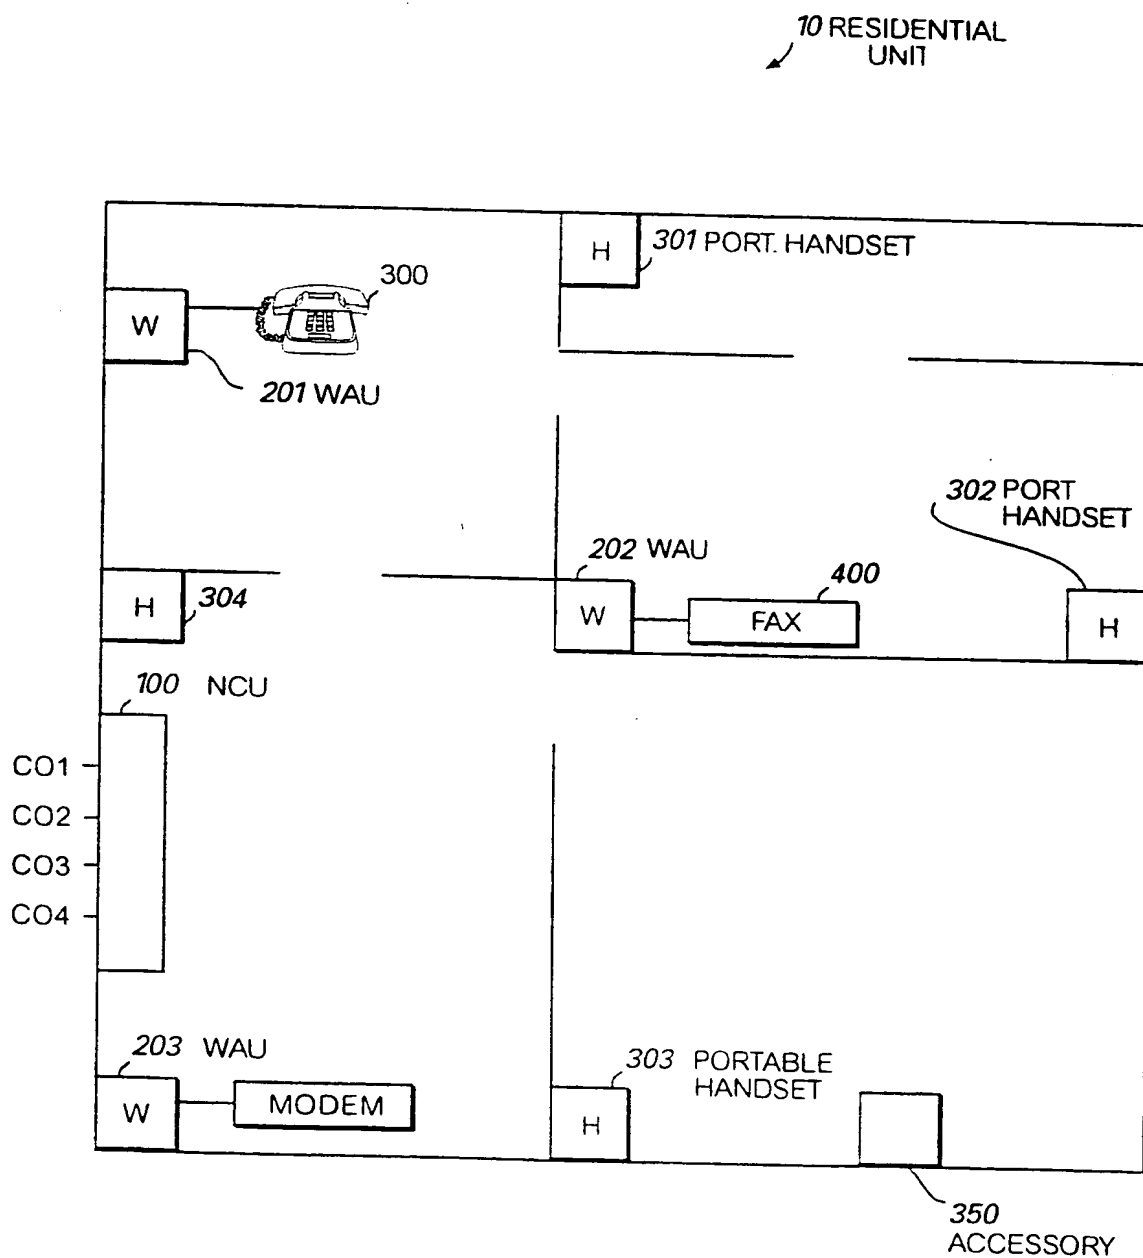 10 RESIDENTIAL
UNIT
H
301 PORT. HANDSET
300
W
201 WAU
302 PORT
HANDSET
202 WAU
400
H
304
W
FAX
H
100 NCU
CO1
CO2
CO3
CO4
203 WAU
303 PORTABLE
HANDSET
W
MODEM
H
350
ACCESSORY